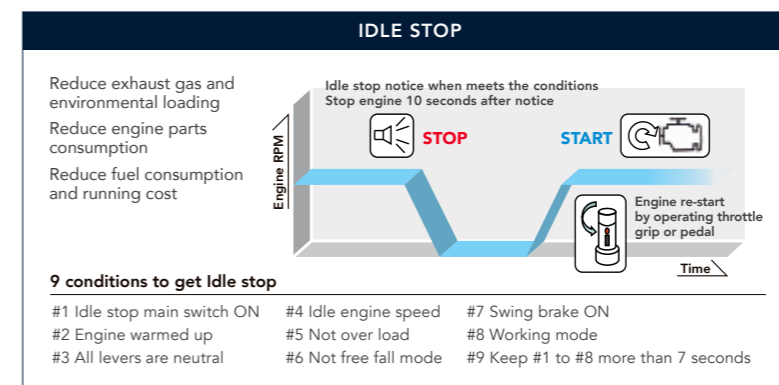 IDLE STOP
Reduce exhaust gas and
environmental loading
Reduce engine parts
consumption
Reduce fuel consumption
and running cost
Idle stop notice when meets the conditions
Stop engine 10 seconds after notice
STOP
START
Engine RPM
Engine re-start
by operating throttle
grip or pedal
Time
9 conditions to get Idle stop
#1 Idle stop main switch ON
#2 Engine warmed up
#3 All levers are neutral
#4 Idle engine speed
#5 Not over load
#6 Not free fall mode
#7 Swing brake ON
#8 Working mode
#9 Keep #1 to #8 more than 7 seconds